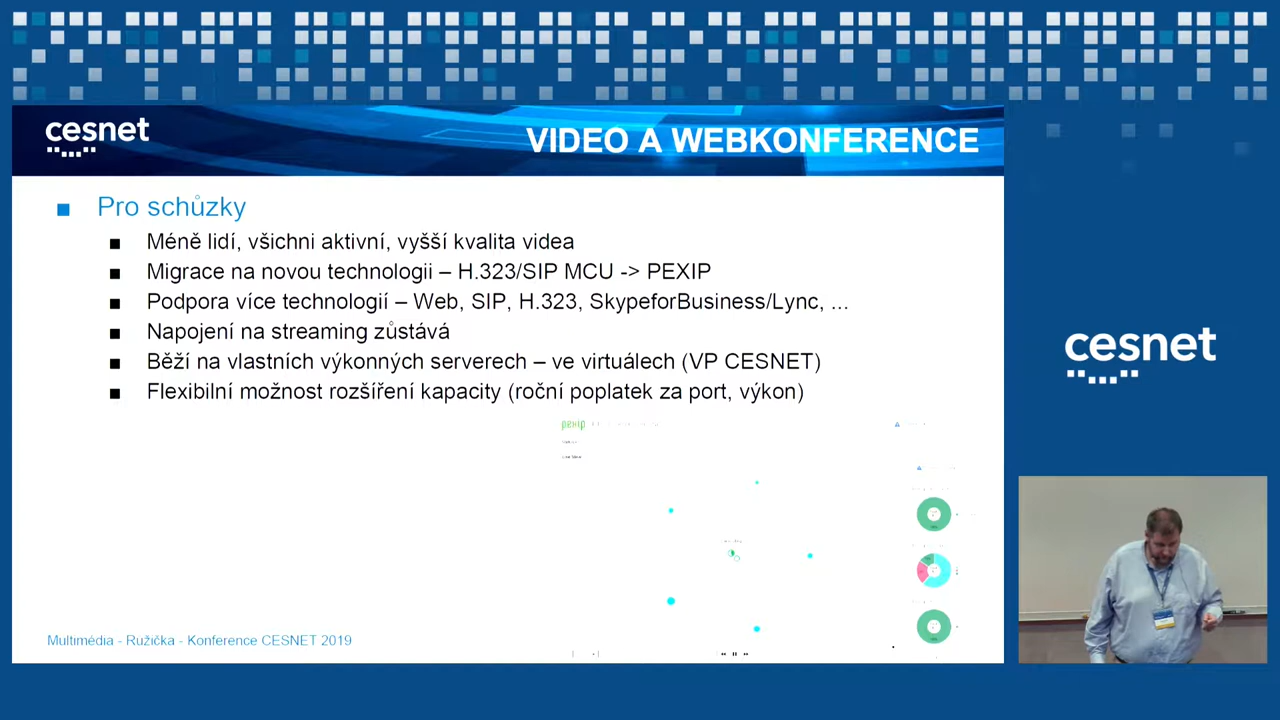 cesnet
VIDEO A WEBKONFERENCE
Pro schůzky
Méně lidí, všichni aktivní, vyšší kvalita videa
Migrace na novou technologii – H.323/SIP MCU -> PEXIP
Podpora více technologií – Web, SIP, H.323, SkypeforBusiness/Lync, ...
Napojení na streaming zůstává
Běží na vlastních výkonných serverech – ve virtuálech (VP CESNET)
Flexibilní možnost rozšíření kapacity (roční poplatek za port, výkon)
pexip
Multimédia - Ružička - Konference CESNET 2019
cesnet